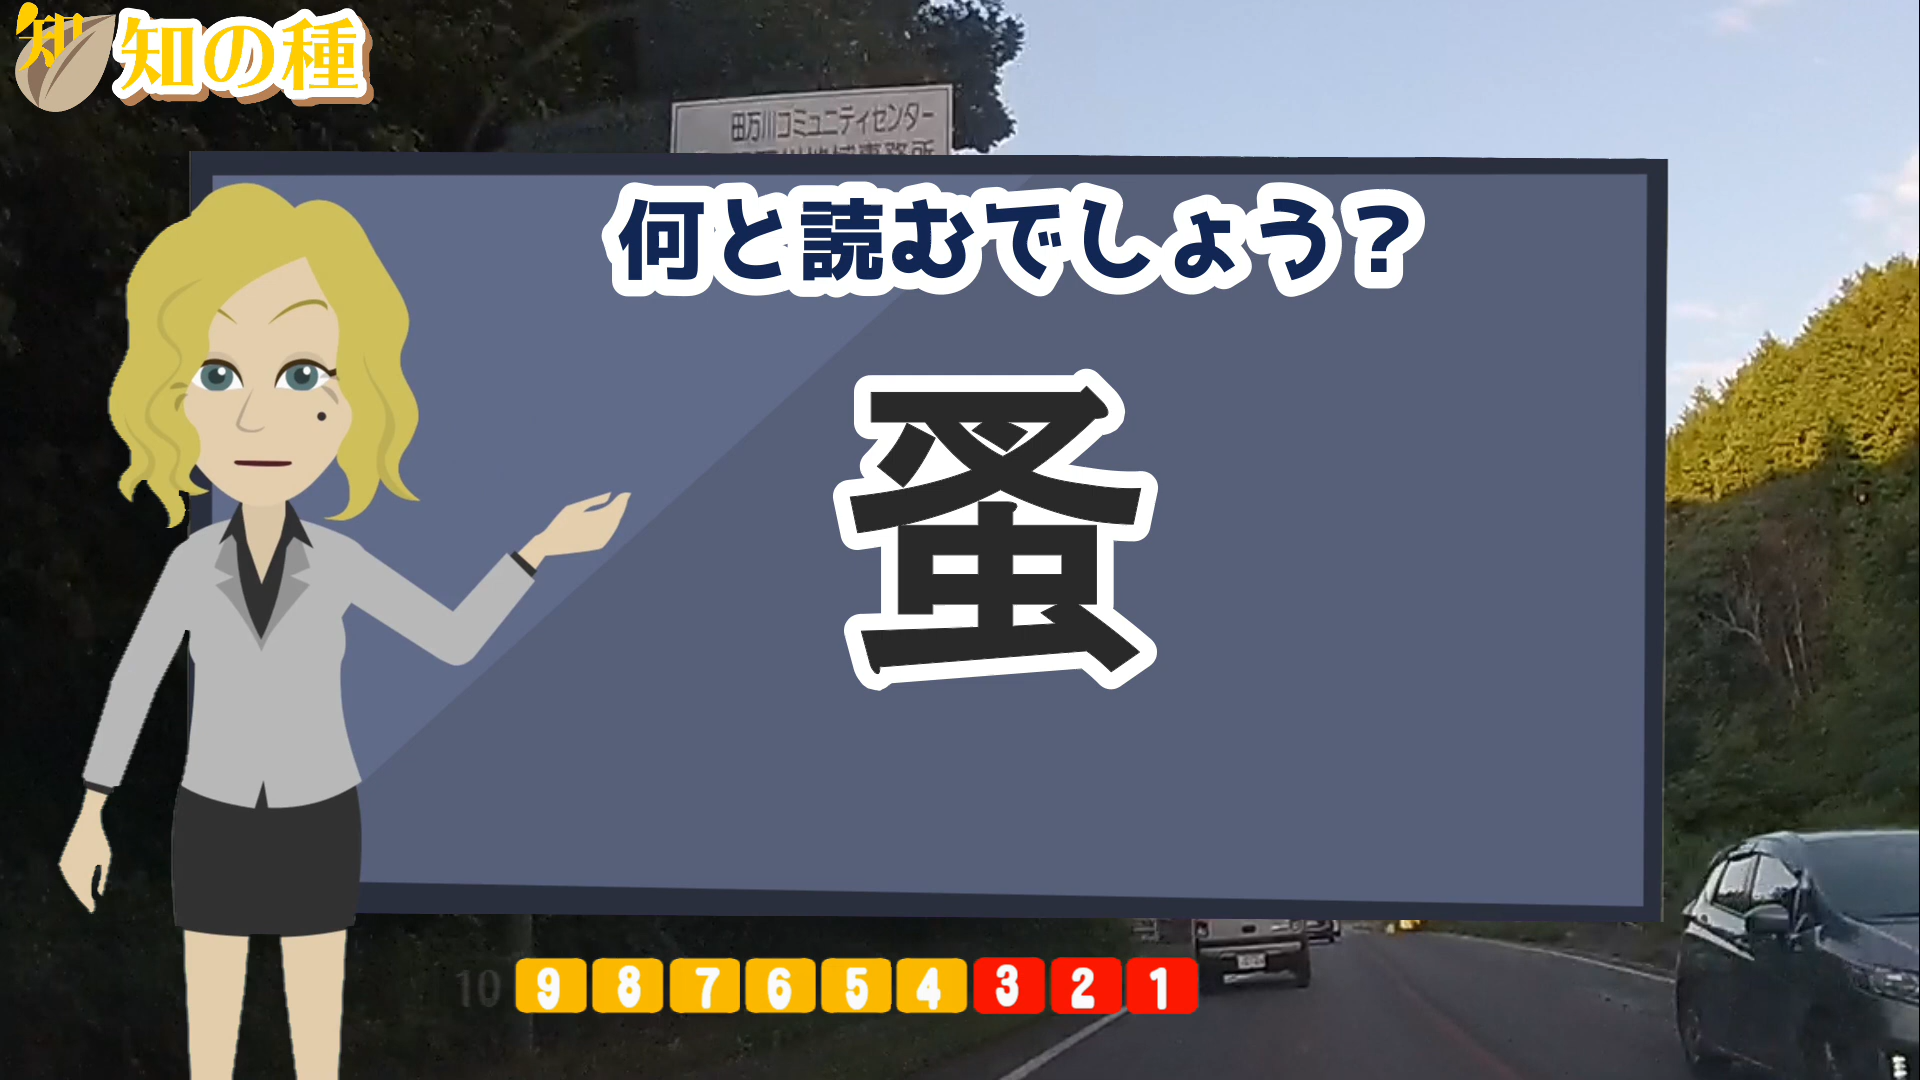 知 知の種
田万川コミュニティセンター
何と読むでしょう?
蚤
10 9 8 7 6 5 4 3 2 1